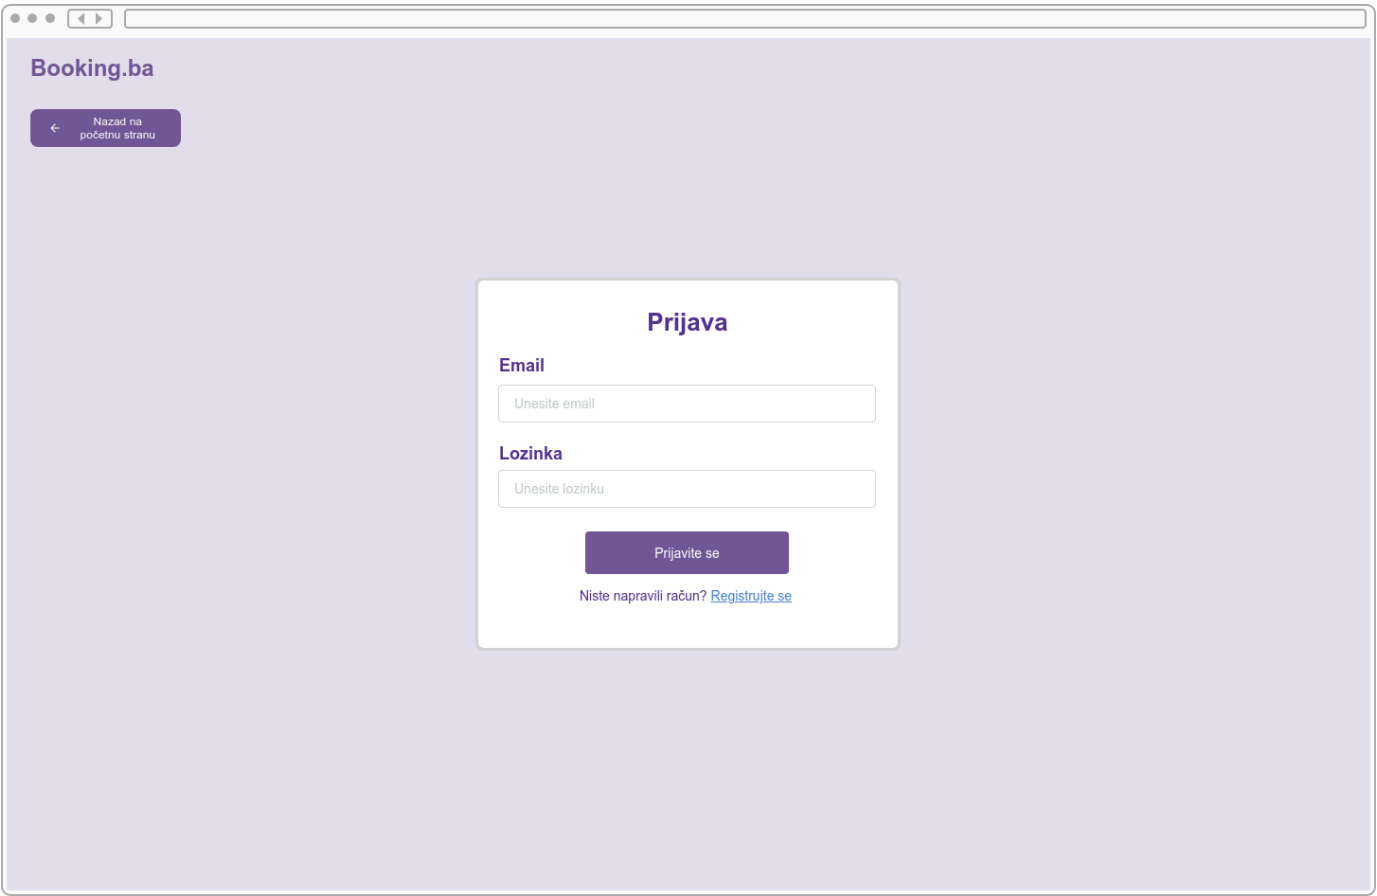 Booking.ba
Nazad na
početnu stranu
Prijava
Email
Unesite email
Lozinka
Unesite lozinku
Prijavite se
Niste napravili račun? Registrujte se